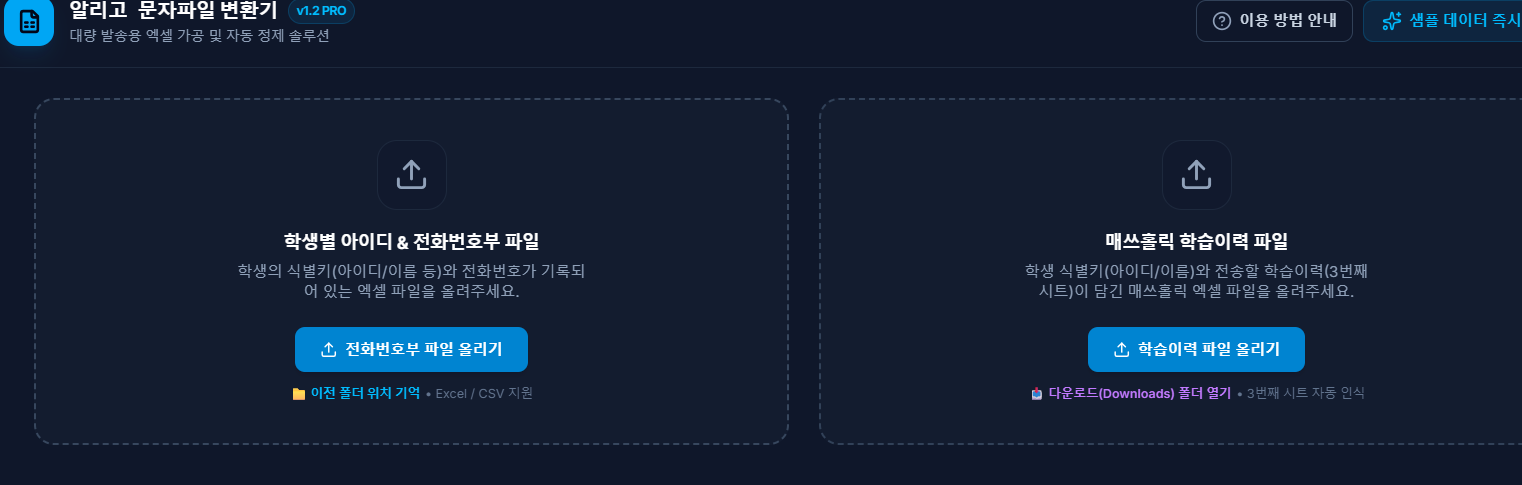 알리고 문자파일 변환기 v1.2 PRO
대량 발송용 엑셀 가공 및 자동 정제 솔루션
이용 방법 안내
샘플 데이터 즉시
학생별 아이디 & 전화번호부 파일
학생의 식별키(아이디/이름 등)와 전화번호가 기록되
어 있는 엑셀 파일을 올려주세요.
전화번호부 파일 올리기
이전 폴더 위치 기억 • Excel / CSV 지원
매쓰홀릭 학습이력 파일
학생 식별키(아이디/이름)와 전송할 학습이력(3번째
시트)이 담긴 매쓰홀릭 엑셀 파일을 올려주세요.
학습이력 파일 올리기
다운로드(Downloads) 폴더 열기 • 3번째 시트 자동 인식